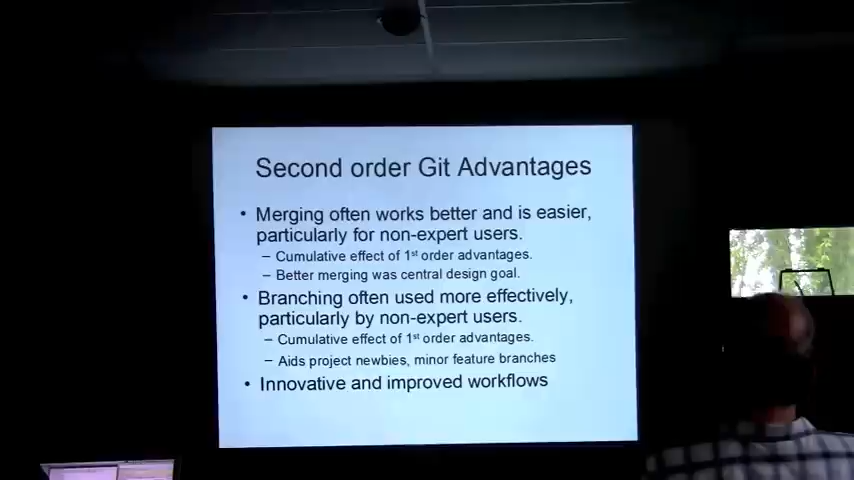 Second order Git Advantages
• Merging often works better and is easier,
particularly for non-expert users.
– Cumulative effect of 1st order advantages.
– Better merging was central design goal.
• Branching often used more effectively,
particularly by non-expert users.
– Cumulative effect of 1st order advantages.
– Aids project newbies, minor feature branches
• Innovative and improved workflows